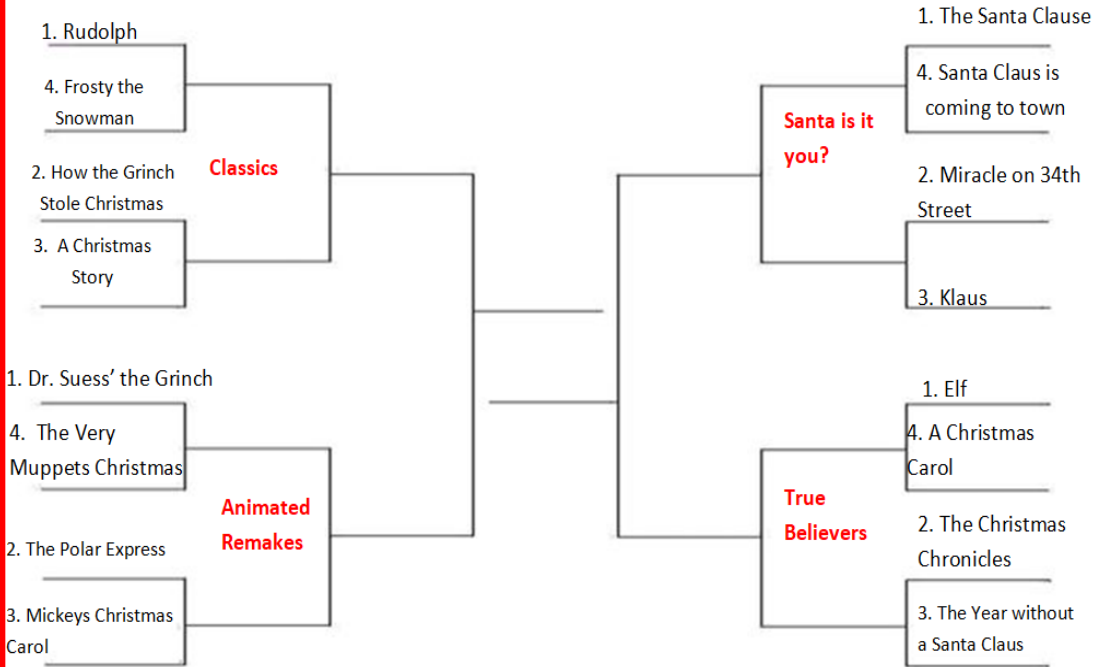 1. Rudolph
4. Frosty the
Snowman
2. How the Grinch
Stole Christmas
3. A Christmas
Story
Classics
1. Dr. Suess’ the Grinch
4. The Very
Muppets Christmas
2. The Polar Express
3. Mickeys Christmas
Carol
Animated
Remakes
1. The Santa Clause
4. Santa Claus is
coming to town
2. Miracle on 34th
Street
3. Klaus
Santa is it
you?
1. Elf
4. A Christmas
Carol
2. The Christmas
Chronicles
3. The Year without
a Santa Claus
True
Believers